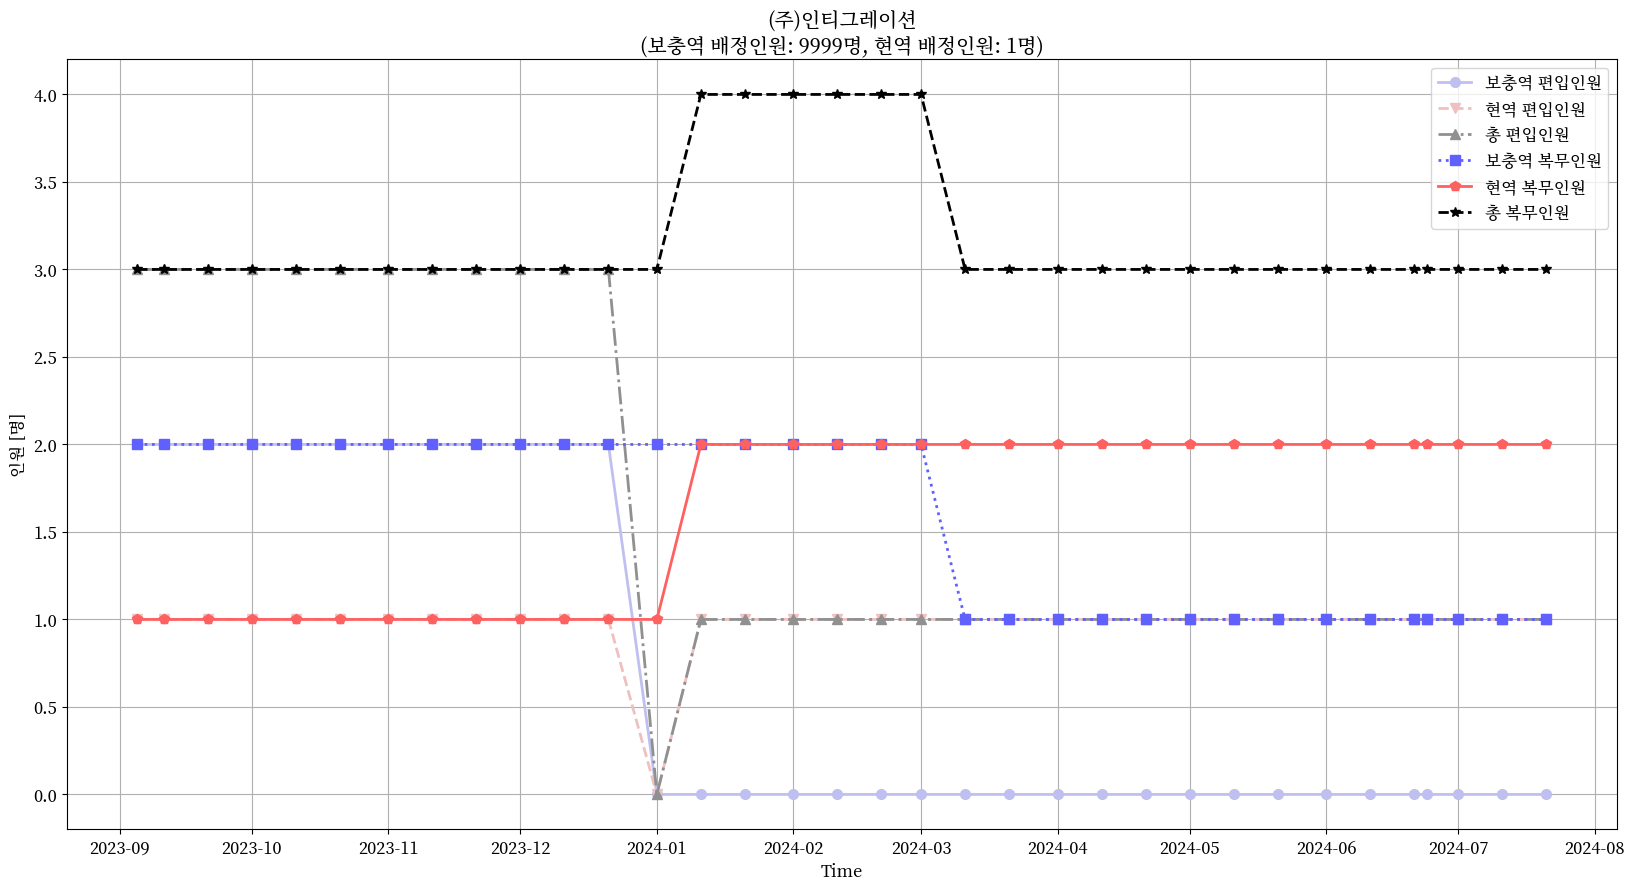 (주)인티그레이션
(보충역 배정인원: 9999명, 현역 배정인원: 1명)
보충역 편입인원
현역 편입인원
총 편입인원
보충역 복무인원
현역 복무인원
총 복무인원
인원 [명]
4.0
3.5
3.0
2.5
2.0
1.5
1.0
0.5
0.0
2023-09 2023-10 2023-11 2023-12 2024-01 2024-02 2024-03 2024-04 2024-05 2024-06 2024-07 2024-08
Time